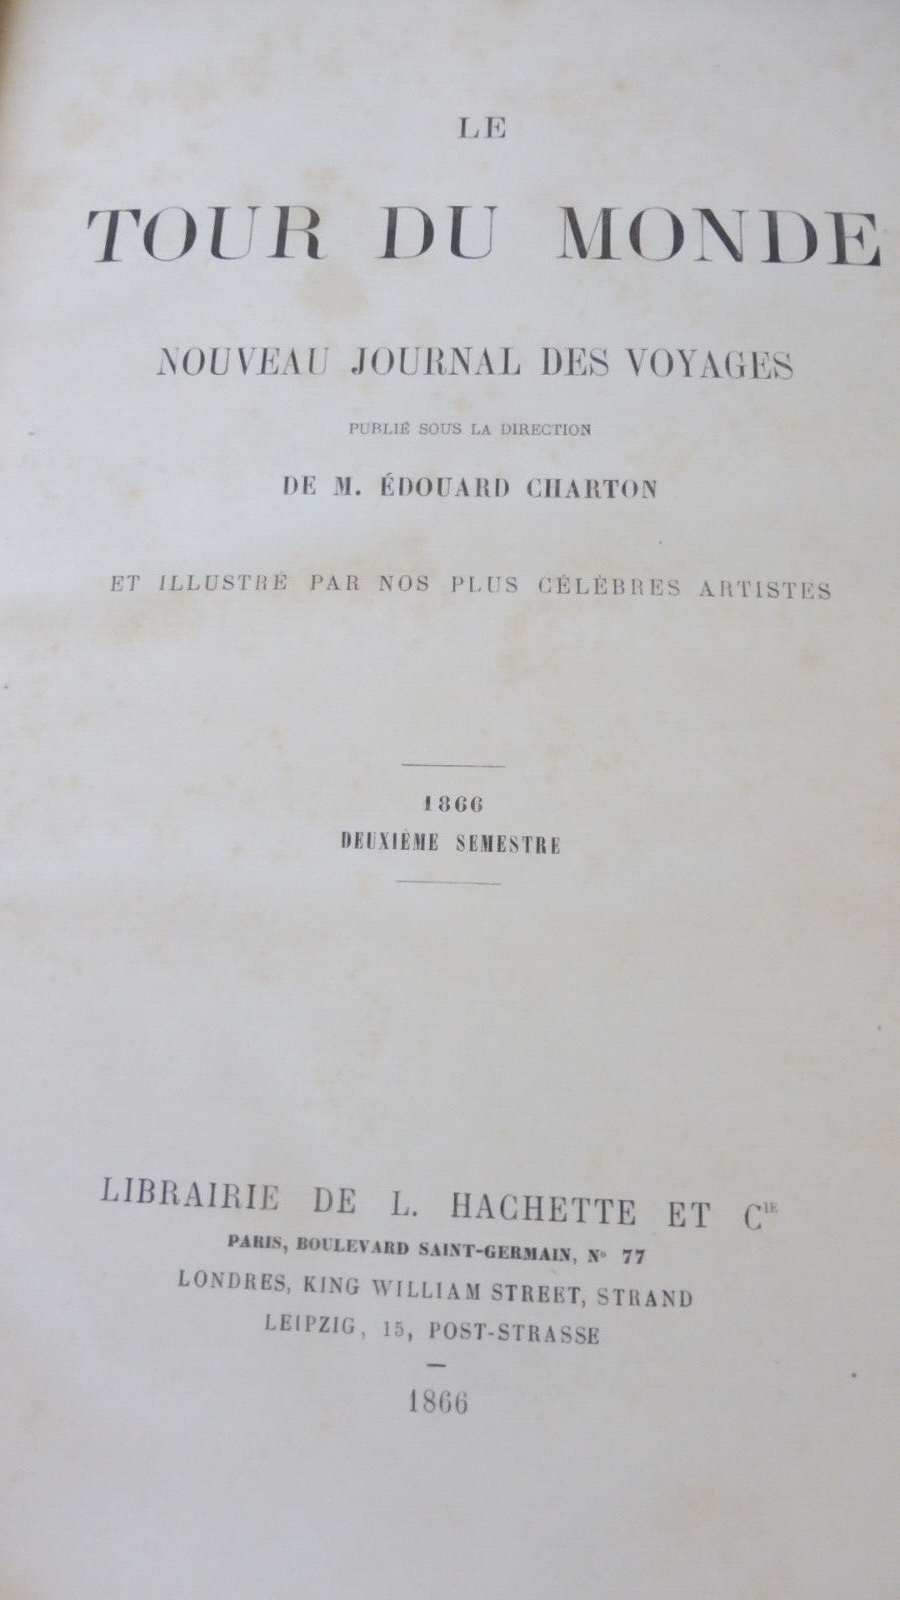 LE
TOUR DU MONDE
NOUVEAU JOURNAL DES VOYAGES
PUBLIÉ SOUS LA DIRECTION
DE M. ÉDOUARD CHARTON
ET ILLUSTRÉ PAR NOS PLUS CÉLÈBRES ARTISTES
1866
DEUXIÈME SEMESTRE
LIBRAIRIE DE L. HACHETTE ET CIE
PARIS, BOULEVARD SAINT-GERMAIN, No 77
LONDRES, KING WILLIAM STREET, STRAND
LEIPZIG, 15, POST-STRASSE
1866